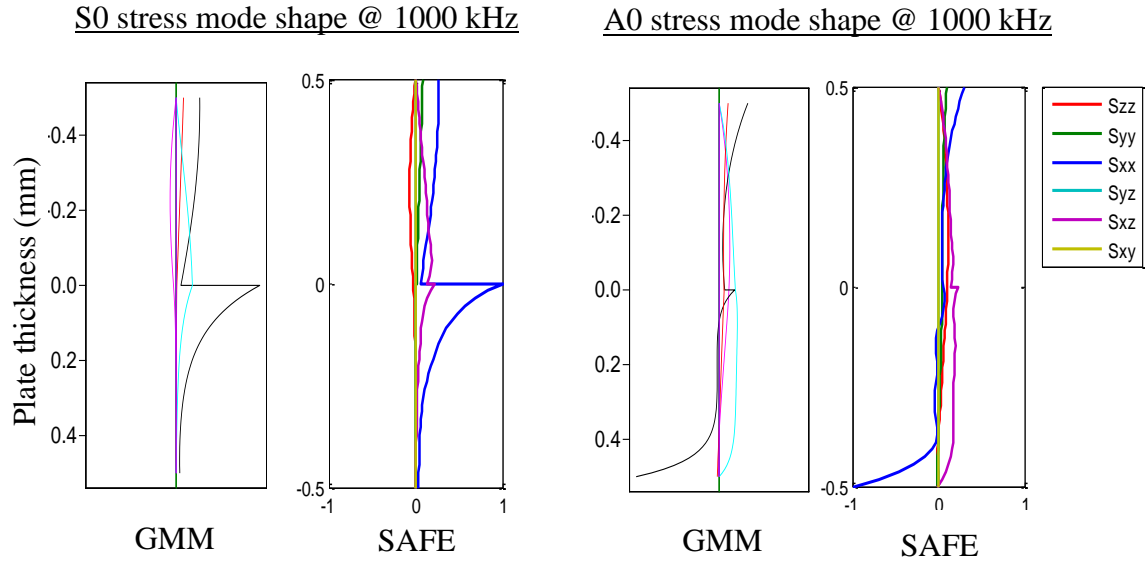 S0 stress mode shape @ 1000 kHz
A0 stress mode shape @ 1000 kHz
Plate thickness (mm)
0.4
0.2
0.0
0.2
0.4
GMM
0.5
0
-0.5
-1 0 1
SAFE
0.4
0.2
0.0
0.2
0.4
GMM
0.5
0
-0.5
-1 0 1
SAFE
Szz
Syy
Sxx
Syz
Sxz
Sxy